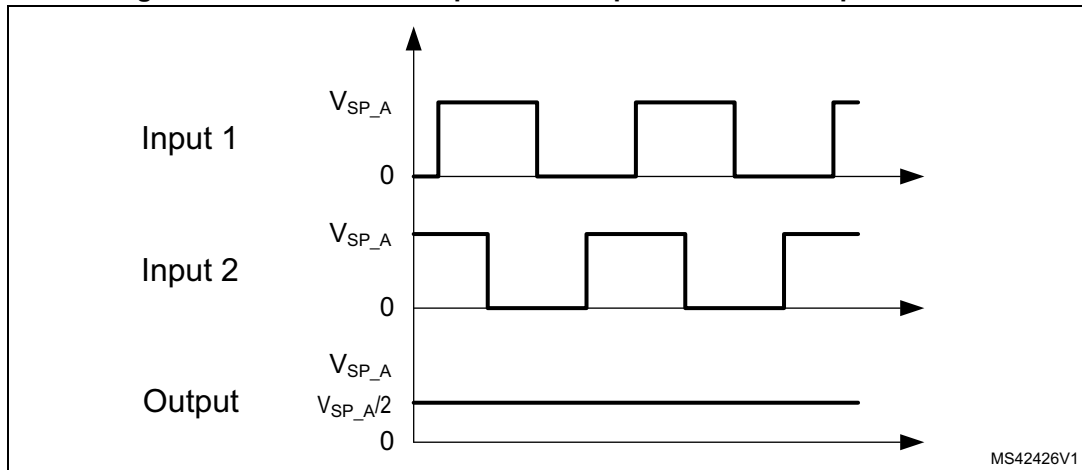 V_SP_A
Input 1
0
V_SP_A
Input 2
0
V_SP_A
Output V_SP_A/2
0
MS42426V1